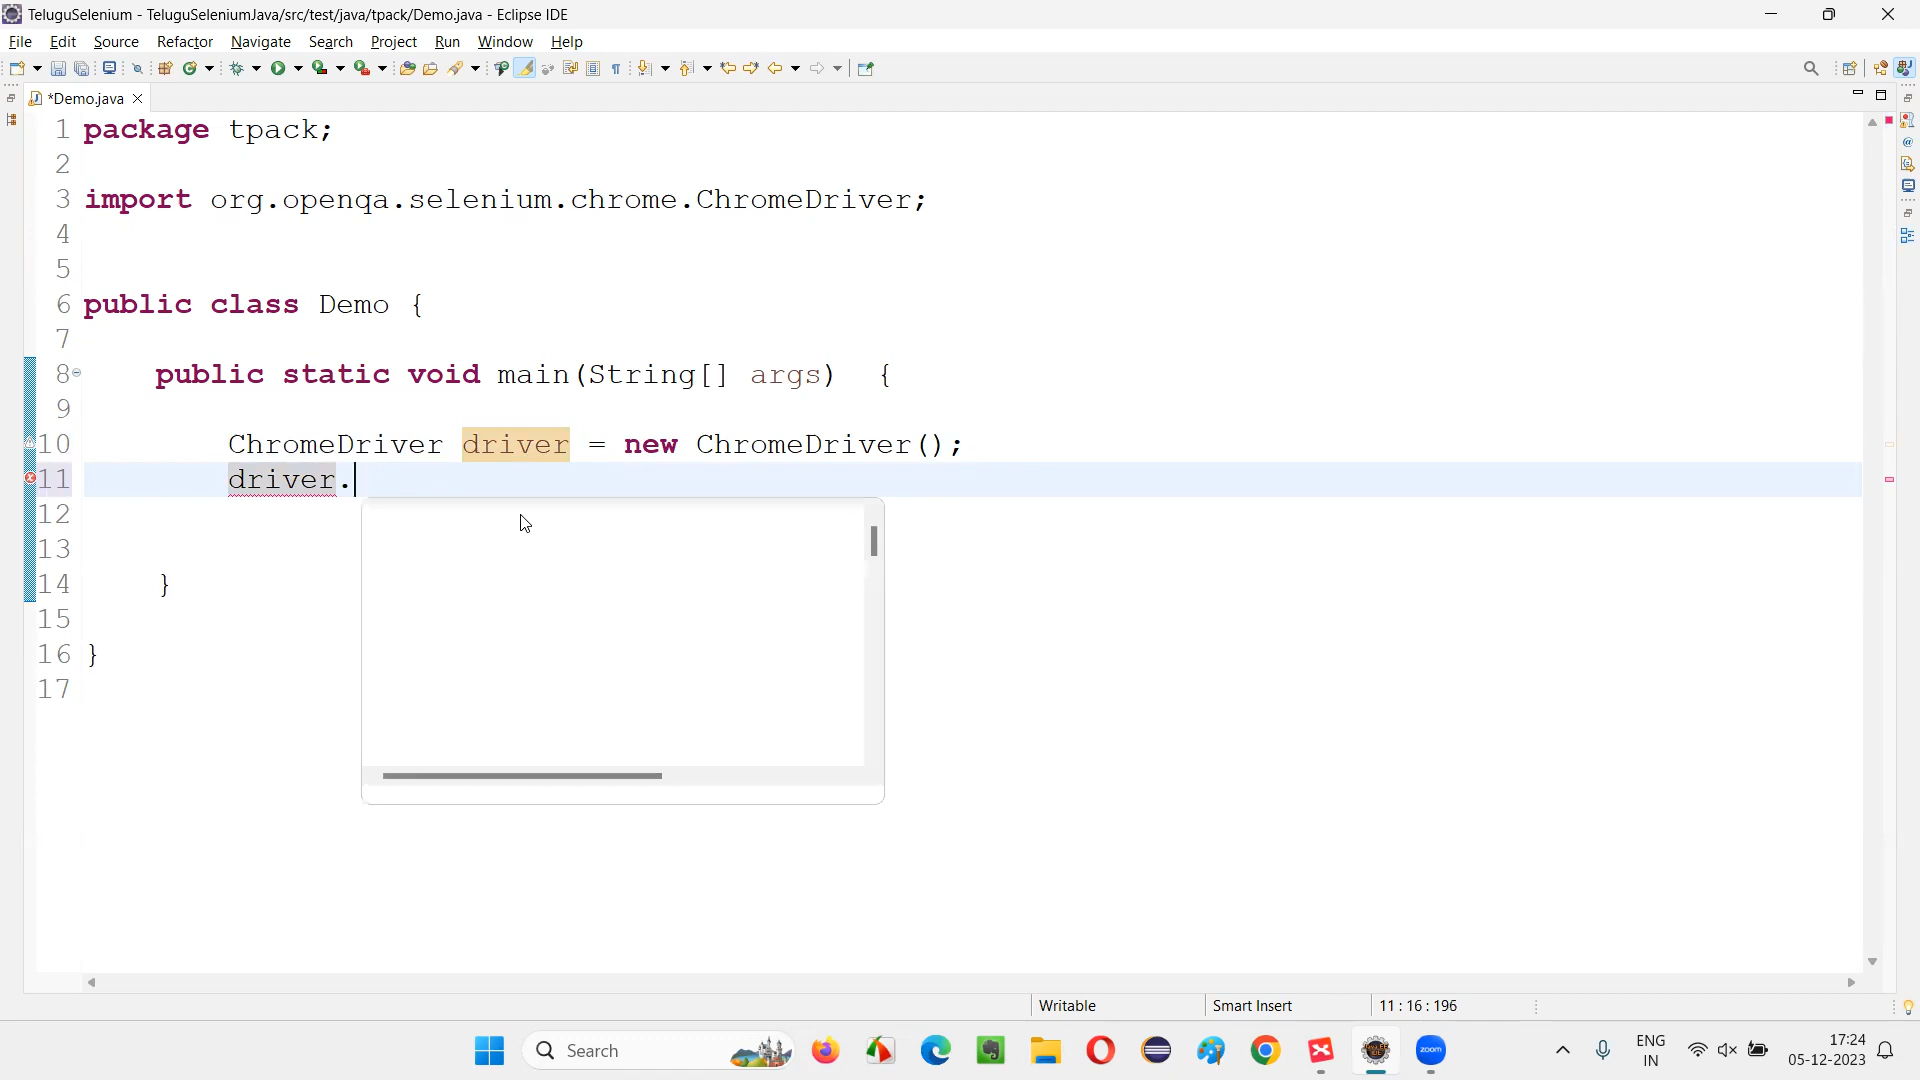 TeluguSelenium - TeluguSeleniumJava/src/test/java/tpack/Demo.java - Eclipse IDE
File Edit Source Refactor Navigate Search Project Run Window Help
*Demo.java
1 package tpack;
2
3 import org.openqa.selenium.chrome.ChromeDriver;
4
5
6 public class Demo {
7
8 public static void main(String[] args)  {
9
10 ChromeDriver driver = new ChromeDriver();
11 driver.
12
13
14 }
15
16 }
17
Writable Smart Insert 11 : 16 : 196
Search
zoom
ENG
IN
17:24
05-12-2023